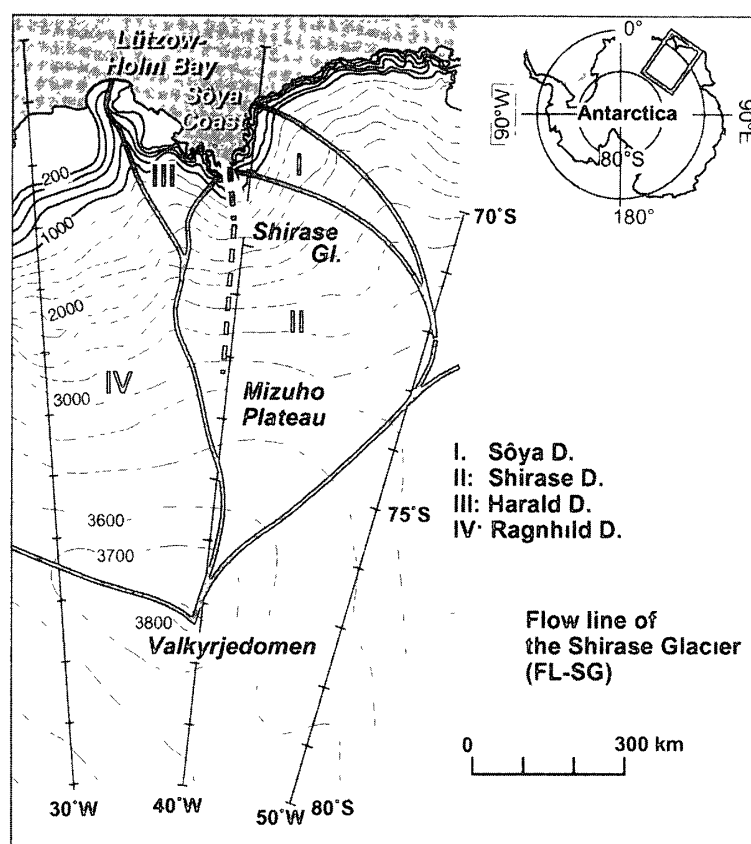 Lützow-
Holm Bay
Sôya
Coast
0°
[90°W]
Antarctica
90°E
80°S
180°
I
III
200
1000
2000
3000
3600
3700
3800
Shirase
Gl.
70°S
II
IV
Mizuho
Plateau
75°S
Valkyrjedomen
I. Sôya D.
II: Shirase D.
III: Harald D.
IV· Ragnhild D.
Flow line of
the Shirase Glacier
(FL-SG)
0 300 km
30°W
40°W
50°W
80°S